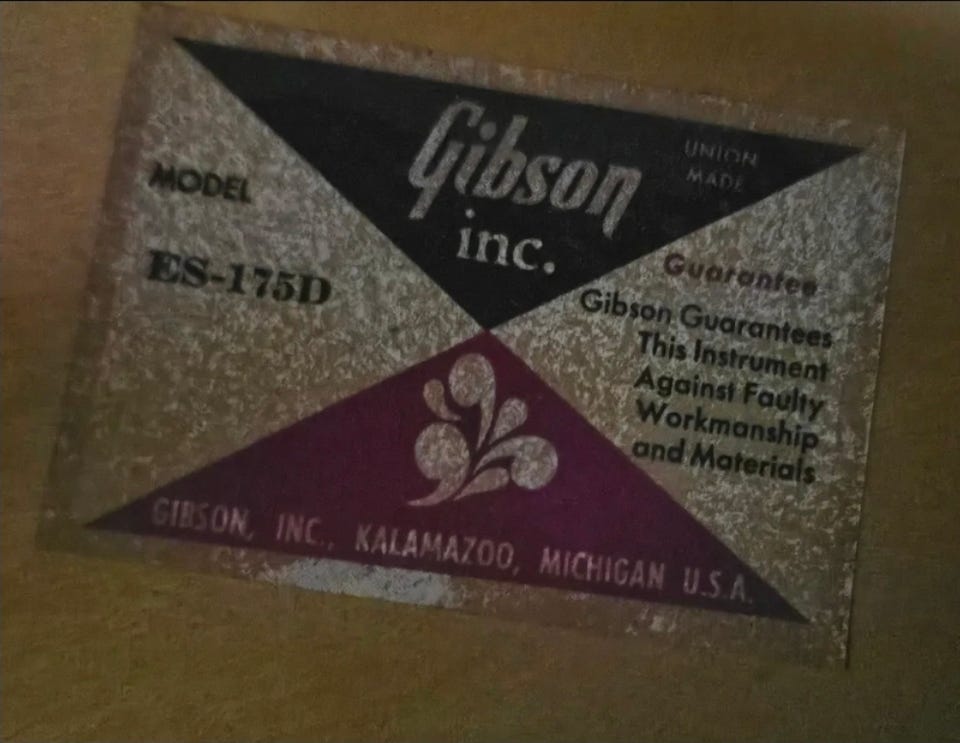 Gibson
inc.
UNION
MADE
MODEL
ES-175D
Guarantee
Gibson Guarantees
This Instrument
Against Faulty
Workmanship
and Materials
GIBSON, INC., KALAMAZOO, MICHIGAN U.S.A.